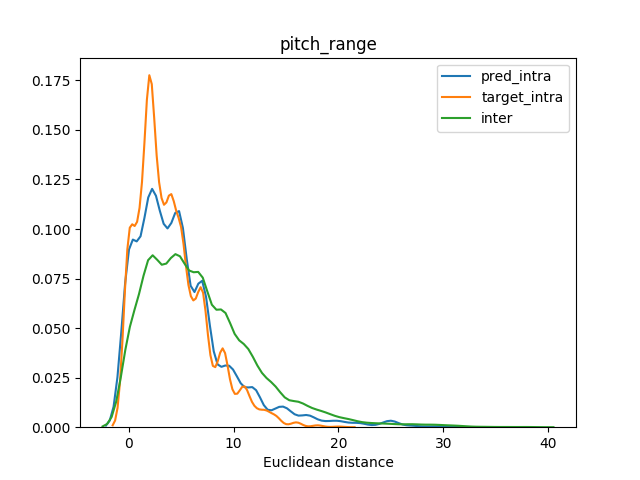 pitch_range
pred_intra
target_intra
inter
0.175
0.150
0.125
0.100
0.075
0.050
0.025
0.000
0 10 20 30 40
Euclidean distance